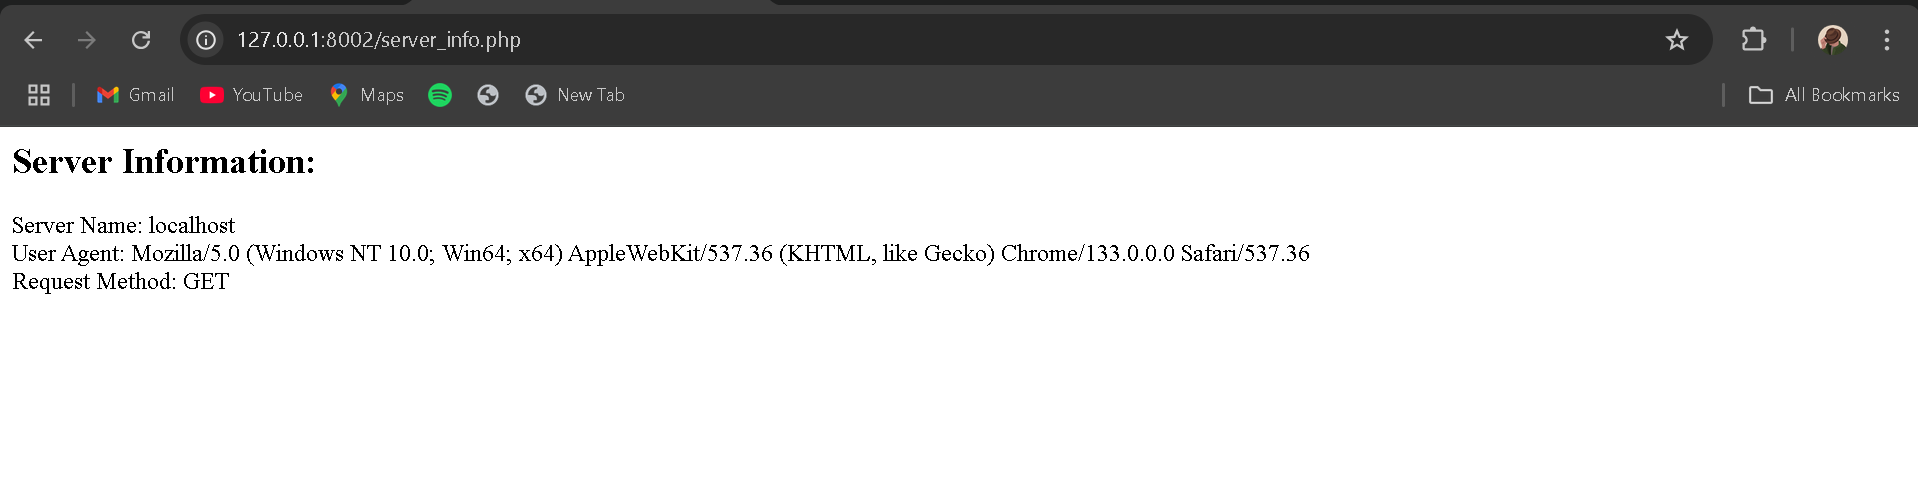 127.0.0.1:8002/server_info.php
Gmail YouTube Maps New Tab All Bookmarks
Server Information:
Server Name: localhost
User Agent: Mozilla/5.0 (Windows NT 10.0; Win64; x64) AppleWebKit/537.36 (KHTML, like Gecko) Chrome/133.0.0.0 Safari/537.36
Request Method: GET